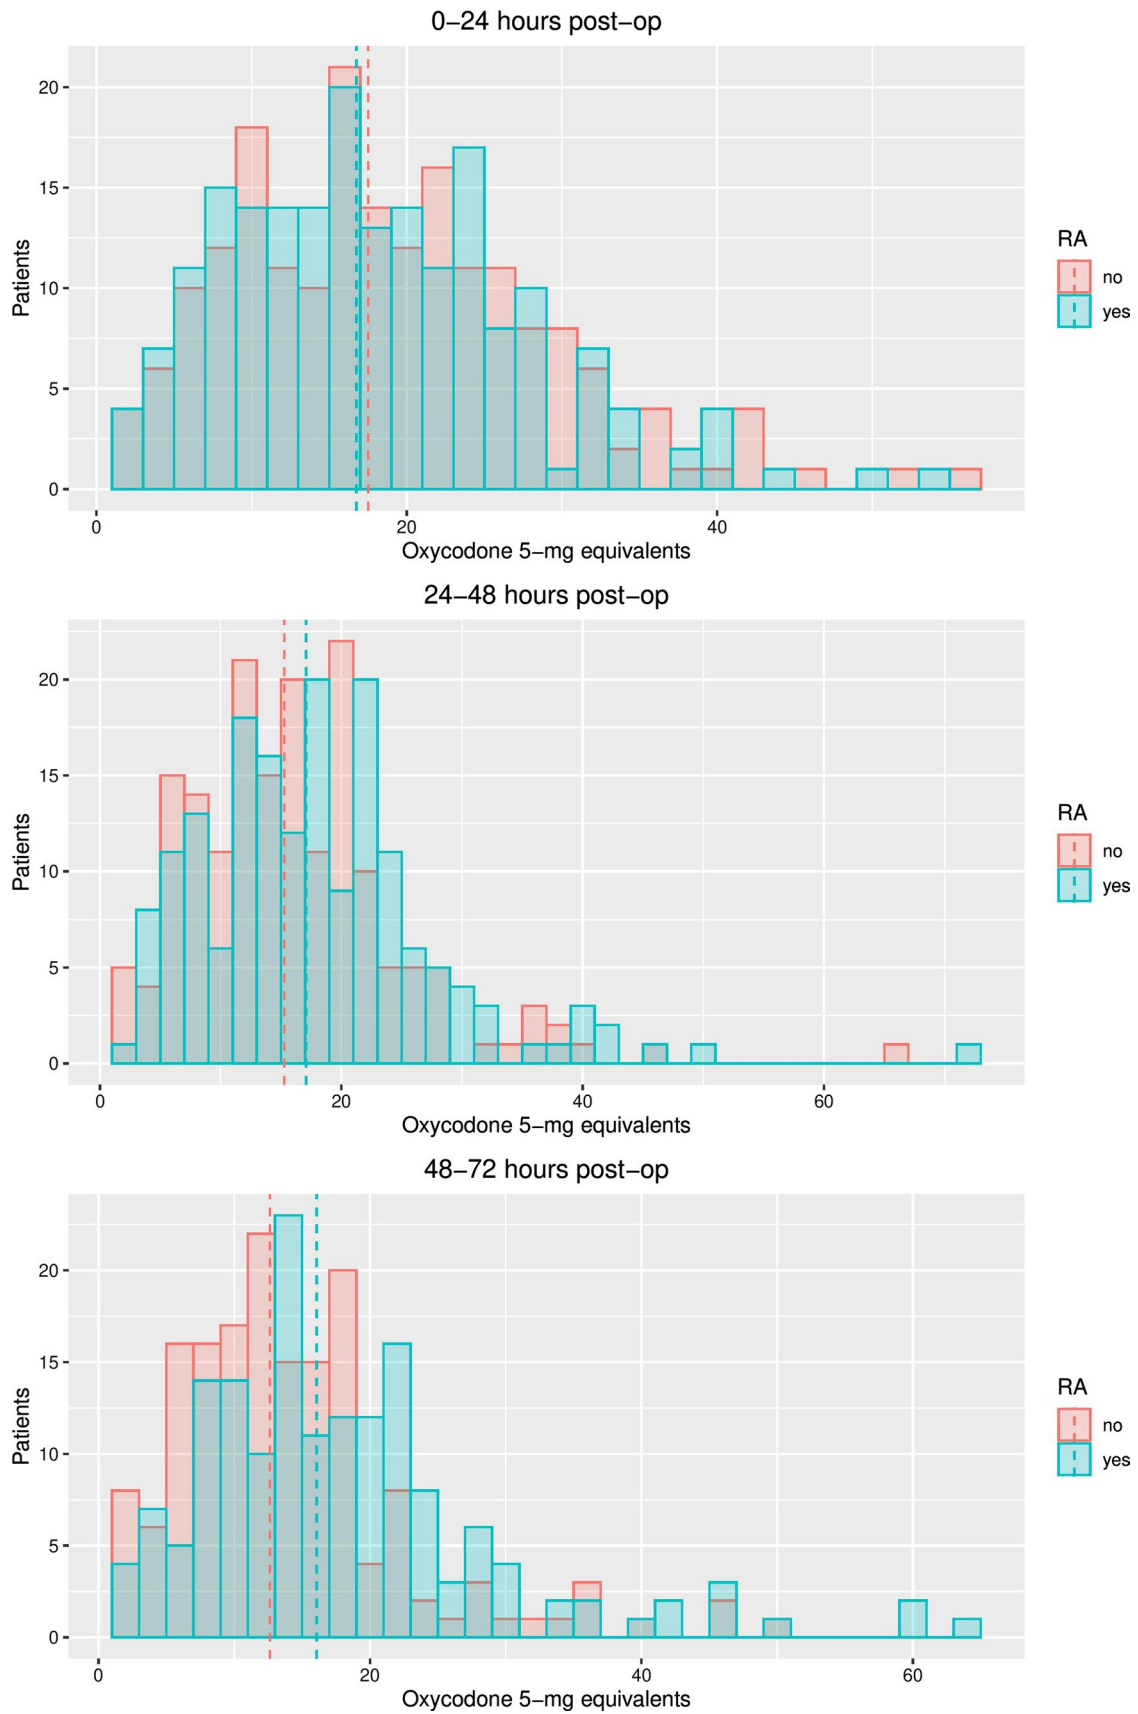 0–24 hours post–op
20
15
10
5
0
Patients
0 20 40
Oxycodone 5–mg equivalents
RA
no
yes
24–48 hours post–op
20
15
10
5
0
Patients
0 20 40 60
Oxycodone 5–mg equivalents
RA
no
yes
48–72 hours post–op
20
15
10
5
0
Patients
0 20 40 60
Oxycodone 5–mg equivalents
RA
no
yes